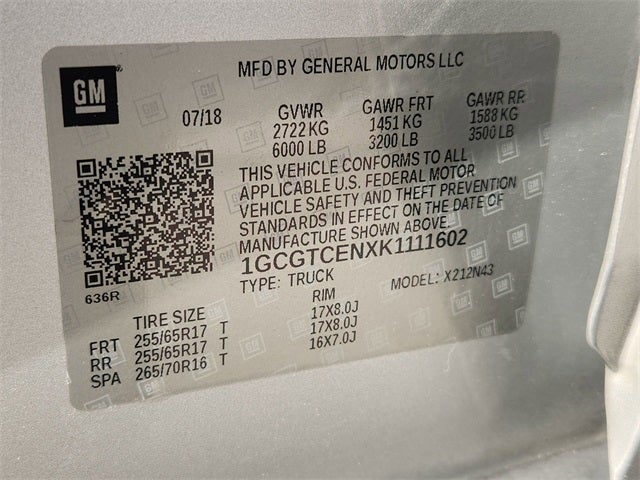 GM
MFD BY GENERAL MOTORS LLC
07/18 GVWR GAWR FRT GAWR RR
2722 KG 1451 KG 1588 KG
6000 LB 3200 LB 3500 LB
THIS VEHICLE CONFORMS TO ALL
APPLICABLE U.S. FEDERAL MOTOR
VEHICLE SAFETY AND THEFT PREVENTION
STANDARDS IN EFFECT ON THE DATE OF
MANUFACTURE SHOWN ABOVE.
1GCGTCENXK1111602
TYPE: TRUCK MODEL: X212N43
636R
TIRE SIZE RIM
FRT 255/65R17 T 17X8.0J
RR 255/65R17 T 17X8.0J
SPA 265/70R16 T 16X7.0J